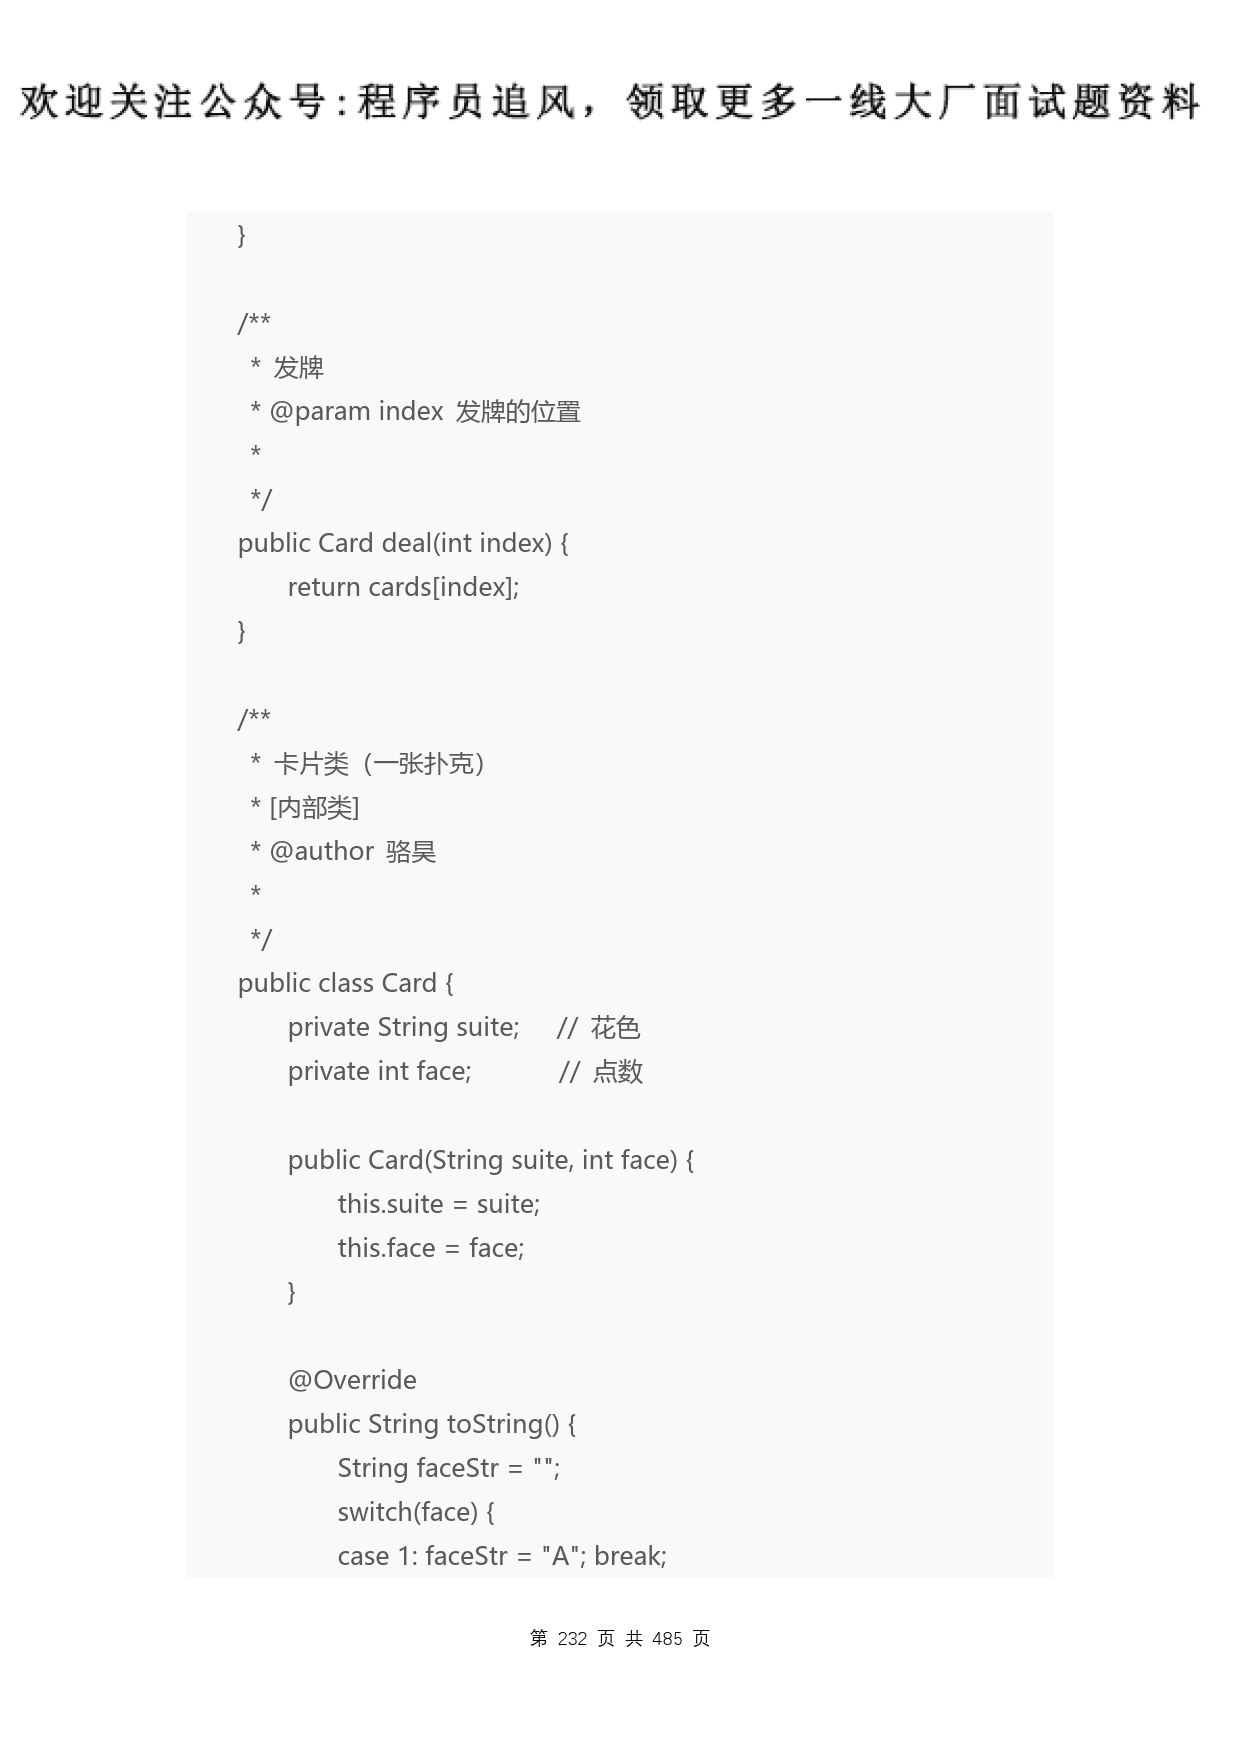 欢迎关注公众号:程序员追风，领取更多一线大厂面试题资料
}
/**
* 发牌
* @param index 发牌的位置
*
*/
public Card deal(int index) {
return cards[index];
}
/**
* 卡片类（一张扑克）
* [内部类]
* @author 骆昊
*
*/
public class Card {
private String suite; // 花色
private int face; // 点数
public Card(String suite, int face) {
this.suite = suite;
this.face = face;
}
@Override
public String toString() {
String faceStr = "";
switch(face) {
case 1: faceStr = "A"; break;
第 232 页 共 485 页